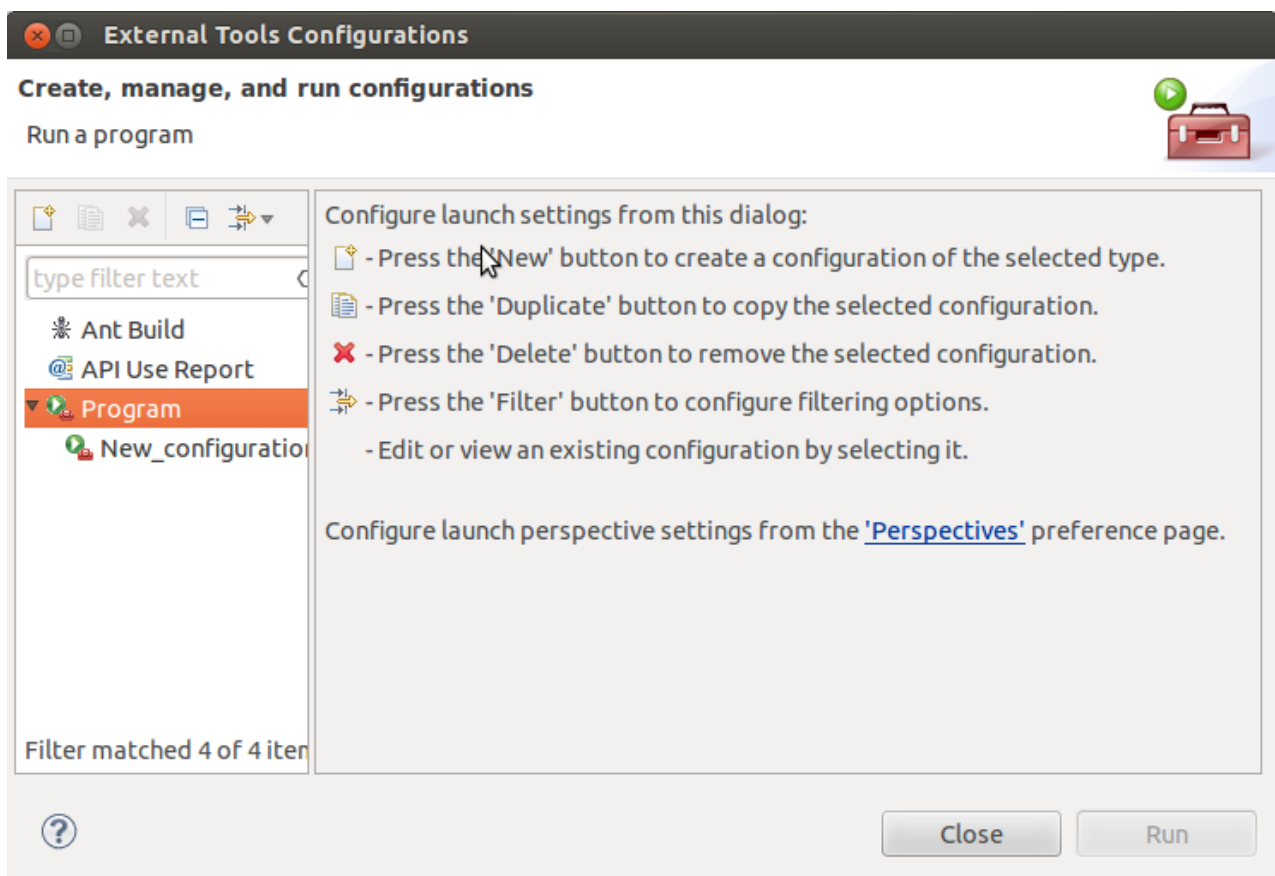 External Tools Configurations
Create, manage, and run configurations
Run a program
type filter text
Ant Build
API Use Report
Program
New_configuration
Filter matched 4 of 4 item
Configure launch settings from this dialog:
- Press the 'New' button to create a configuration of the selected type.
- Press the 'Duplicate' button to copy the selected configuration.
- Press the 'Delete' button to remove the selected configuration.
- Press the 'Filter' button to configure filtering options.
- Edit or view an existing configuration by selecting it.
Configure launch perspective settings from the 'Perspectives' preference page.
Close
Run